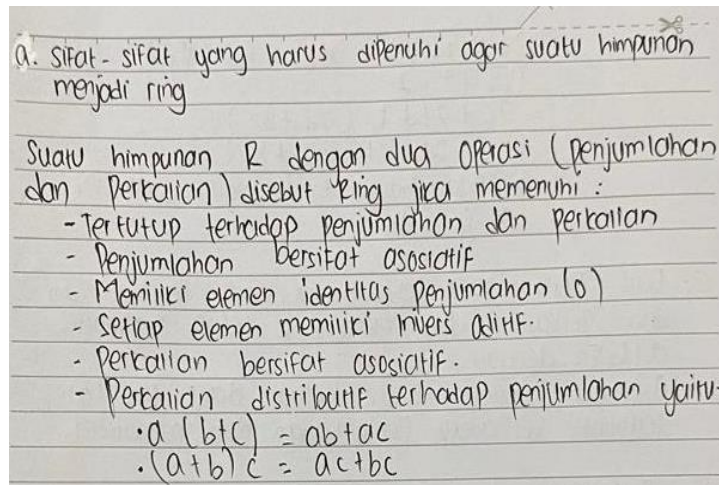 a. Sifat - sifat yang harus dipenuhi agar suatu himpunan
menjadi ring
Suatu himpunan R dengan dua operasi (penjumlahan
dan Perkalian) disebut Ring jika memenuhi :
- Tertutup terhadap penjumlahan dan perkalian
- Penjumlahan bersifat asosiatif
- Memiliki elemen identitas penjumlahan (0)
- Setiap elemen memiliki invers aditif.
- Perkalian bersifat asosiatif.
- Perkalian distributif terhadap penjumlahan yaitu.
• a (b+c) = ab+ac
• (a+b) c = ac+bc